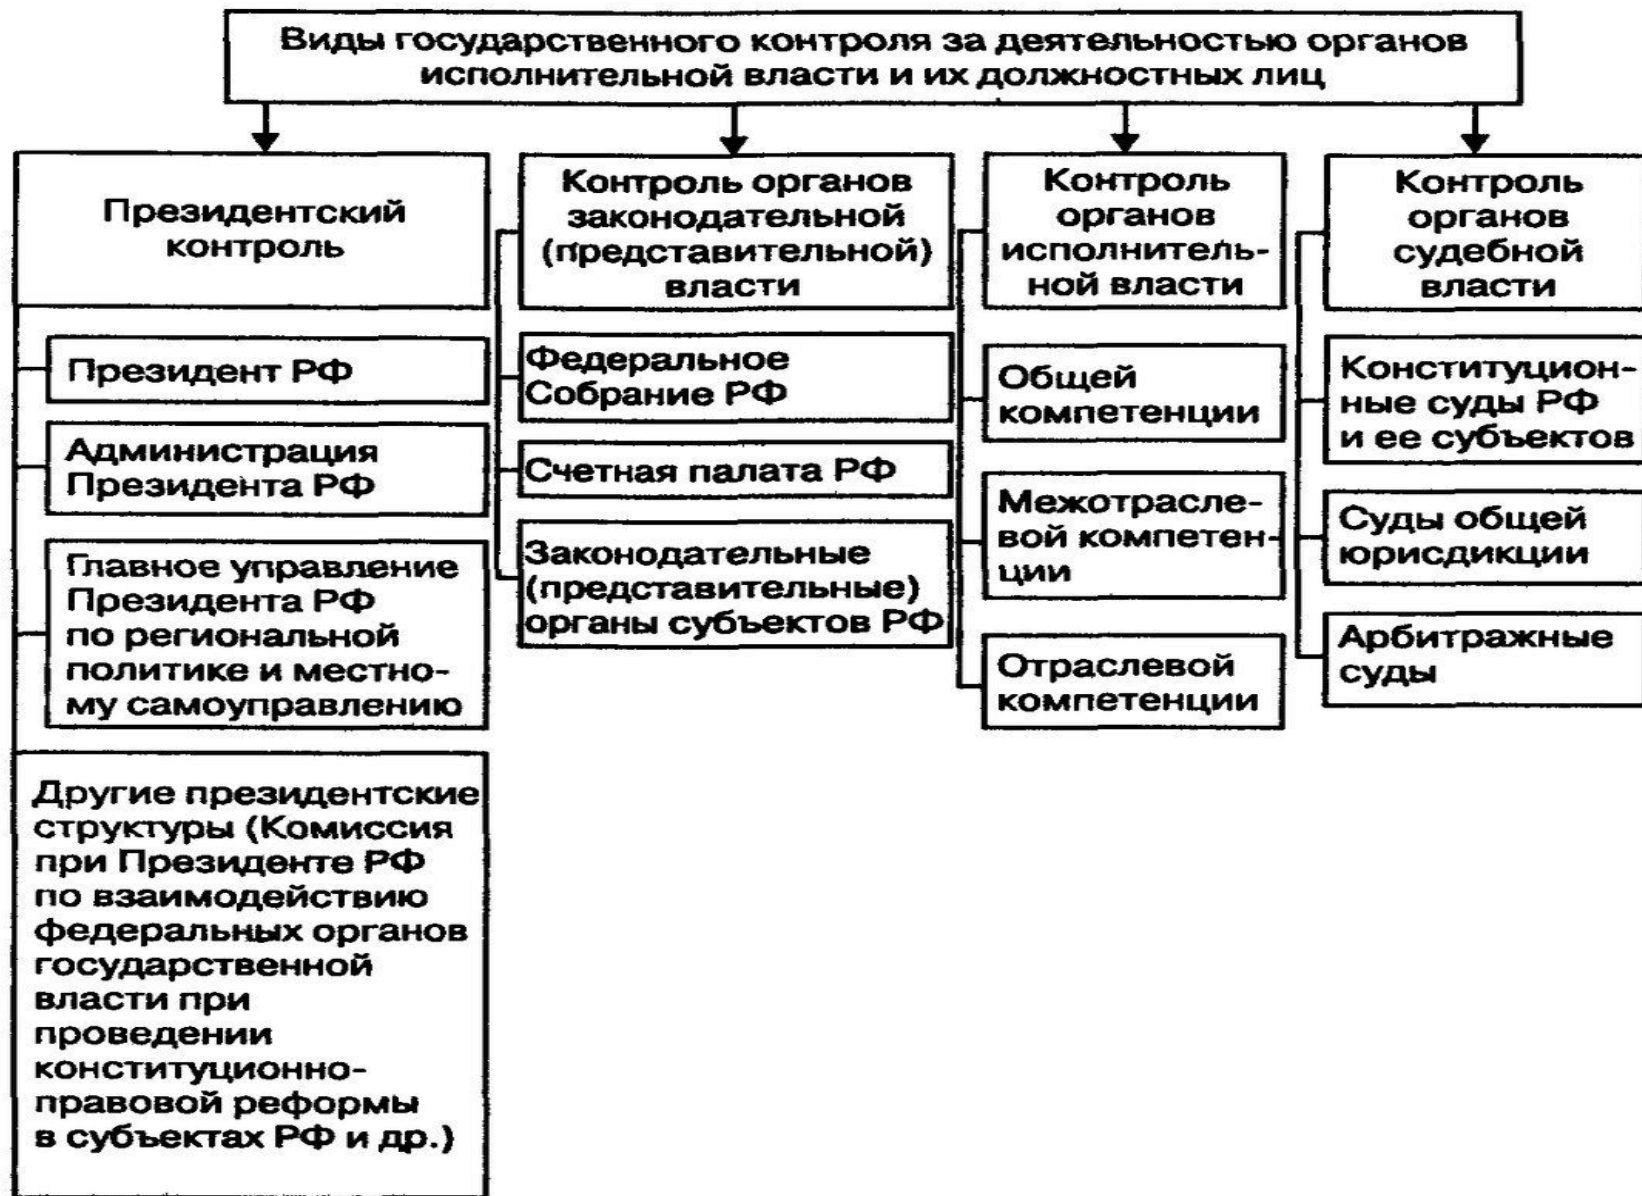 Виды государственного контроля за деятельностью органов
исполнительной власти и их должностных лиц
Президентский
контроль
Президент РФ
Администрация
Президента РФ
Главное управление
Президента РФ
по региональной
политике и местно-
му самоуправлению
Другие президентские
структуры (Комиссия
при Президенте РФ
по взаимодействию
федеральных органов
государственной
власти при
проведении
конституционно-
правовой реформы
в субъектах РФ и др.)
Контроль органов
законодательной
(представительной)
власти
Федеральное
Собрание РФ
Счетная палата РФ
Законодательные
(представительные)
органы субъектов РФ
Контроль
органов
исполнитель-
ной власти
Общей
компетенции
Межотрасле-
вой компетен-
ции
Отраслевой
компетенции
Контроль
органов
судебной
власти
Конституцион-
ные суды РФ
и ее субъектов
Суды общей
юрисдикции
Арбитражные
суды